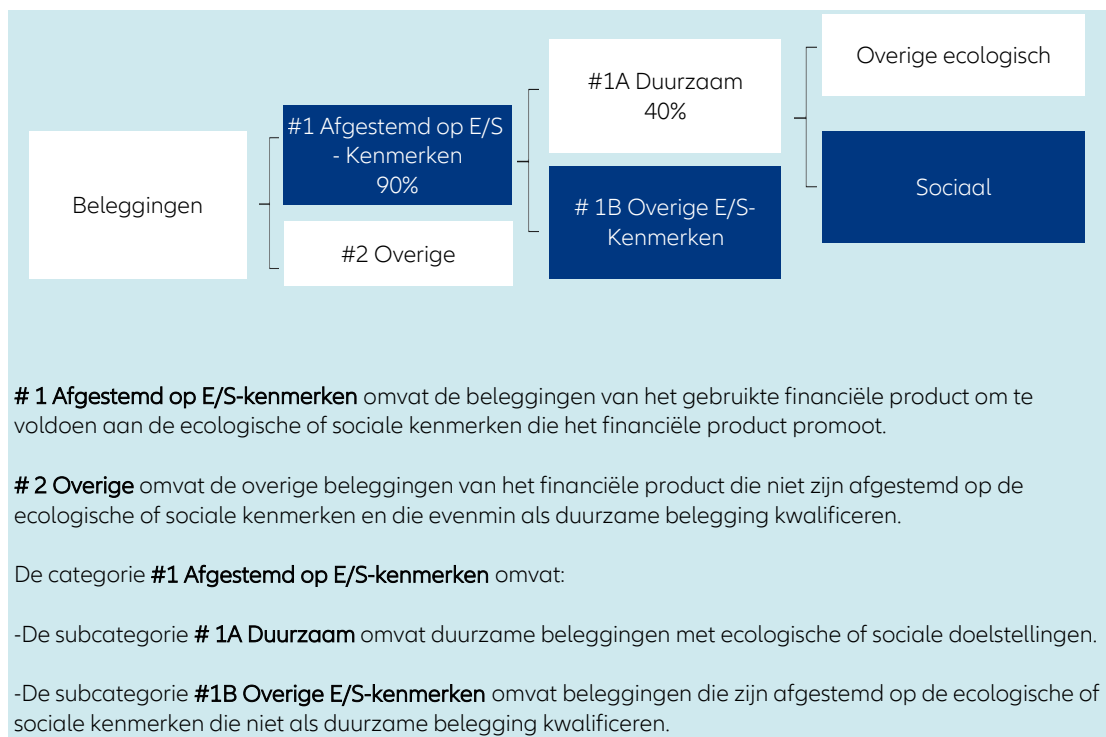 Beleggingen
#1 Afgestemd op E/S
- Kenmerken
90%
#2 Overige
#1A Duurzaam
40%
# 1B Overige E/S-
Kenmerken
Overige ecologisch
Sociaal
# 1 Afgestemd op E/S-kenmerken omvat de beleggingen van het gebruikte financiële product om te
voldoen aan de ecologische of sociale kenmerken die het financiële product promoot.
# 2 Overige omvat de overige beleggingen van het financiële product die niet zijn afgestemd op de
ecologische of sociale kenmerken en die evenmin als duurzame belegging kwalificeren.
De categorie #1 Afgestemd op E/S-kenmerken omvat:
-De subcategorie # 1A Duurzaam omvat duurzame beleggingen met ecologische of sociale doelstellingen.
-De subcategorie #1B Overige E/S-kenmerken omvat beleggingen die zijn afgestemd op de ecologische of
sociale kenmerken die niet als duurzame belegging kwalificeren.